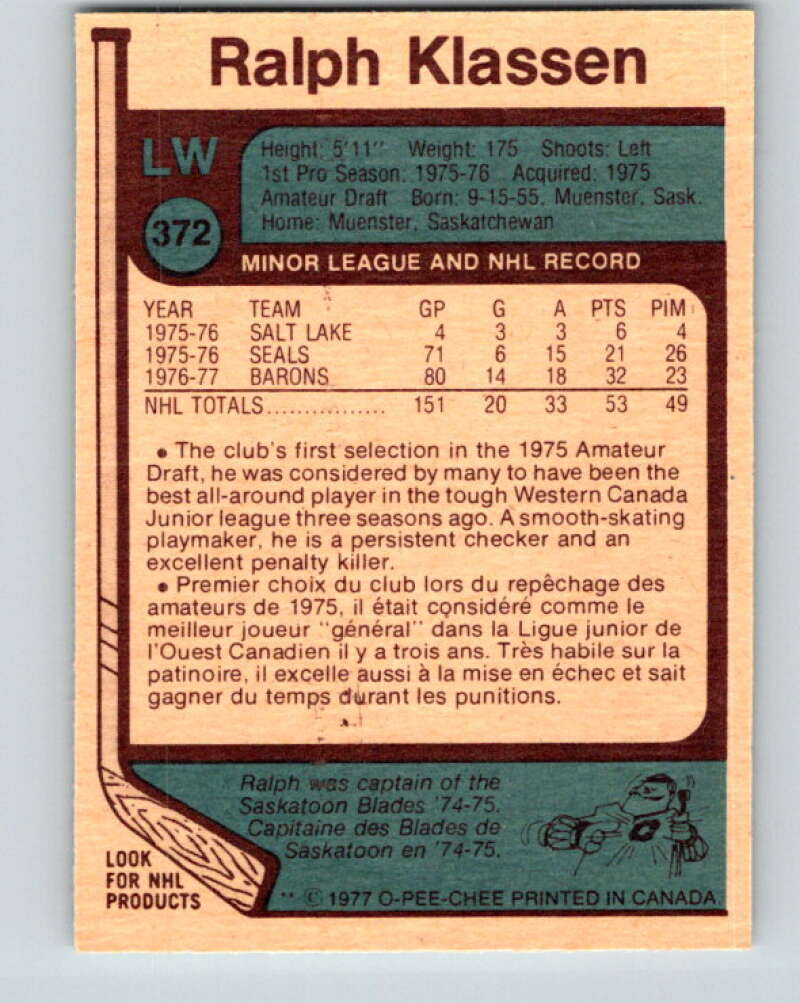 Ralph Klassen
LW
Height: 5'11" Weight: 175 Shoots: Left
1st Pro Season: 1975-76 Acquired: 1975
Amateur Draft Born: 9-15-55, Muenster, Sask.
Home: Muenster, Saskatchewan
372
MINOR LEAGUE AND NHL RECORD
YEAR TEAM GP G A PTS PIM
1975-76 SALT LAKE 4 3 3 6 4
1975-76 SEALS 71 6 15 21 26
1976-77 BARONS 80 14 18 32 23
NHL TOTALS................ 151 20 33 53 49
• The club's first selection in the 1975 Amateur
Draft, he was considered by many to have been the
best all-around player in the tough Western Canada
Junior league three seasons ago. A smooth-skating
playmaker, he is a persistent checker and an
excellent penalty killer.
• Premier choix du club lors du repêchage des
amateurs de 1975, il était considéré comme le
meilleur joueur "général" dans la Ligue junior de
l'Ouest Canadien il y a trois ans. Très habile sur la
patinoire, il excelle aussi à la mise en échec et sait
gagner du temps durant les punitions.
Ralph was captain of the
Saskatoon Blades '74-75.
Capitaine des Blades de
Saskatoon en '74-75.
C
LOOK
FOR NHL
PRODUCTS
** © 1977 O-PEE-CHEE PRINTED IN CANADA